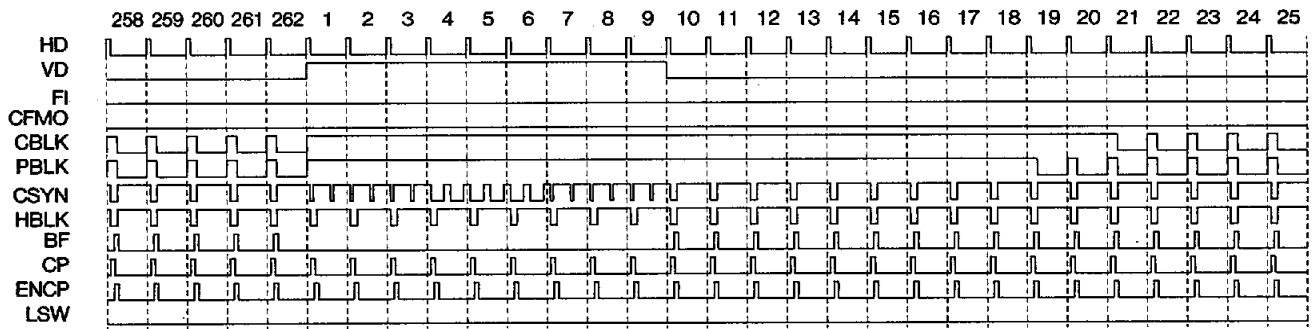 258 259 260 261 262 1 2 3 4 5 6 7 8 9 10 11 12 13 14 15 16 17 18 19 20 21 22 23 24 25
HD
VD
FI
CFMO
CBLK
PBLK
CSYN
HBLK
BF
CP
ENCP
LSW